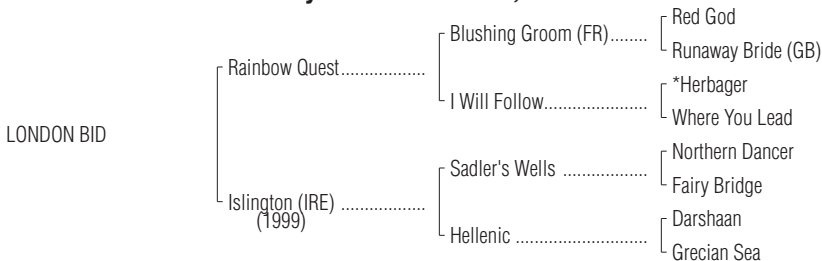 Blushing Groom (FR)........
Red God
Runaway Bride (GB)
Rainbow Quest..................
I Will Follow......................
*Herbager
Where You Lead
LONDON BID
Sadler's Wells ..................
Northern Dancer
Fairy Bridge
Islington (IRE) ..................
(1999)
Hellenic ............................
Darshaan
Grecian Sea